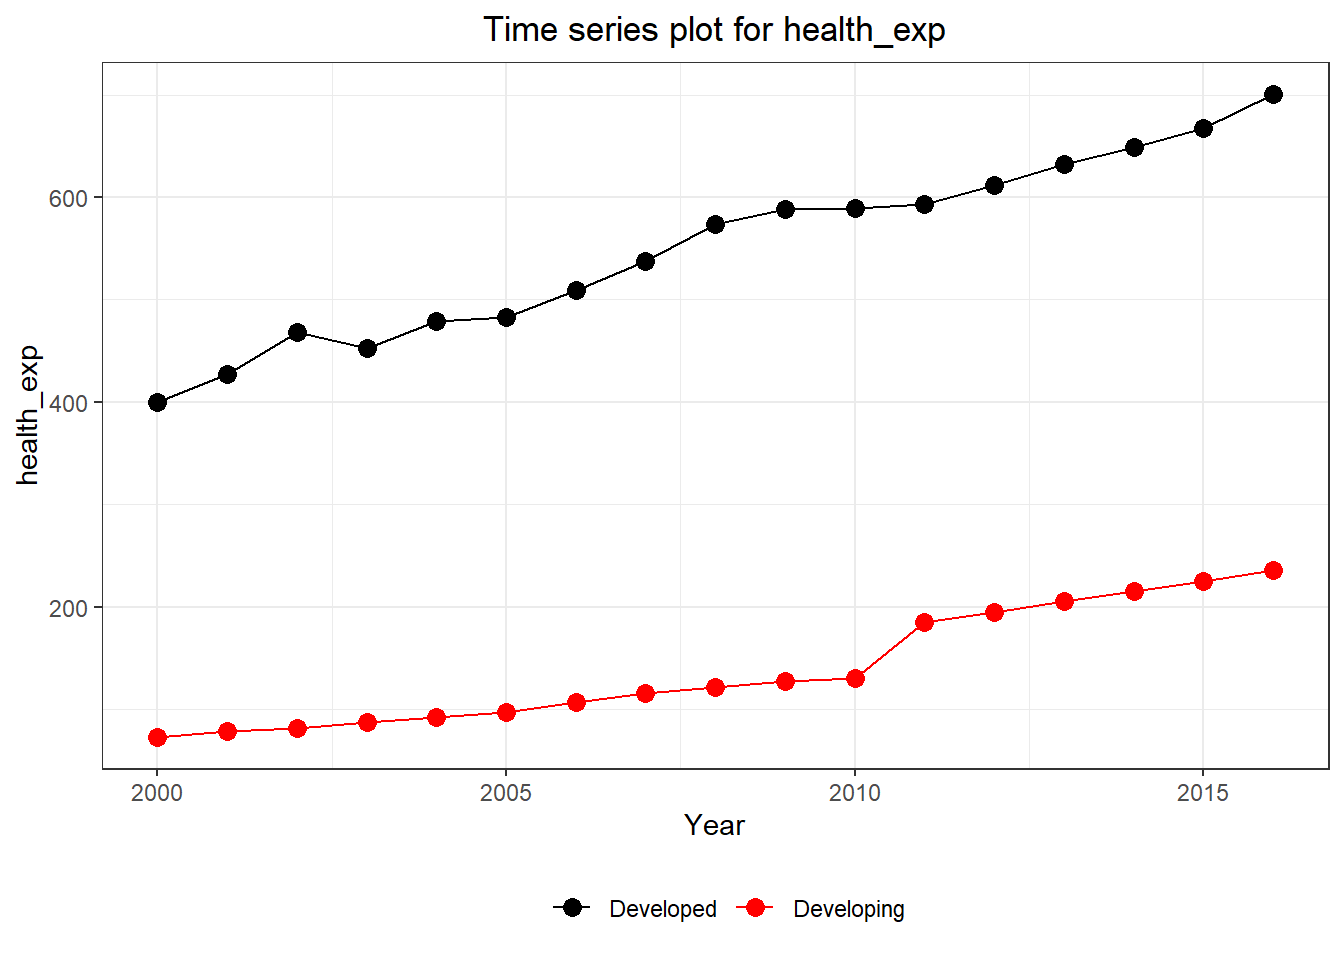 Time series plot for health_exp
health_exp
600
400
200
2000 2005 2010 2015
Year
Developed Developing